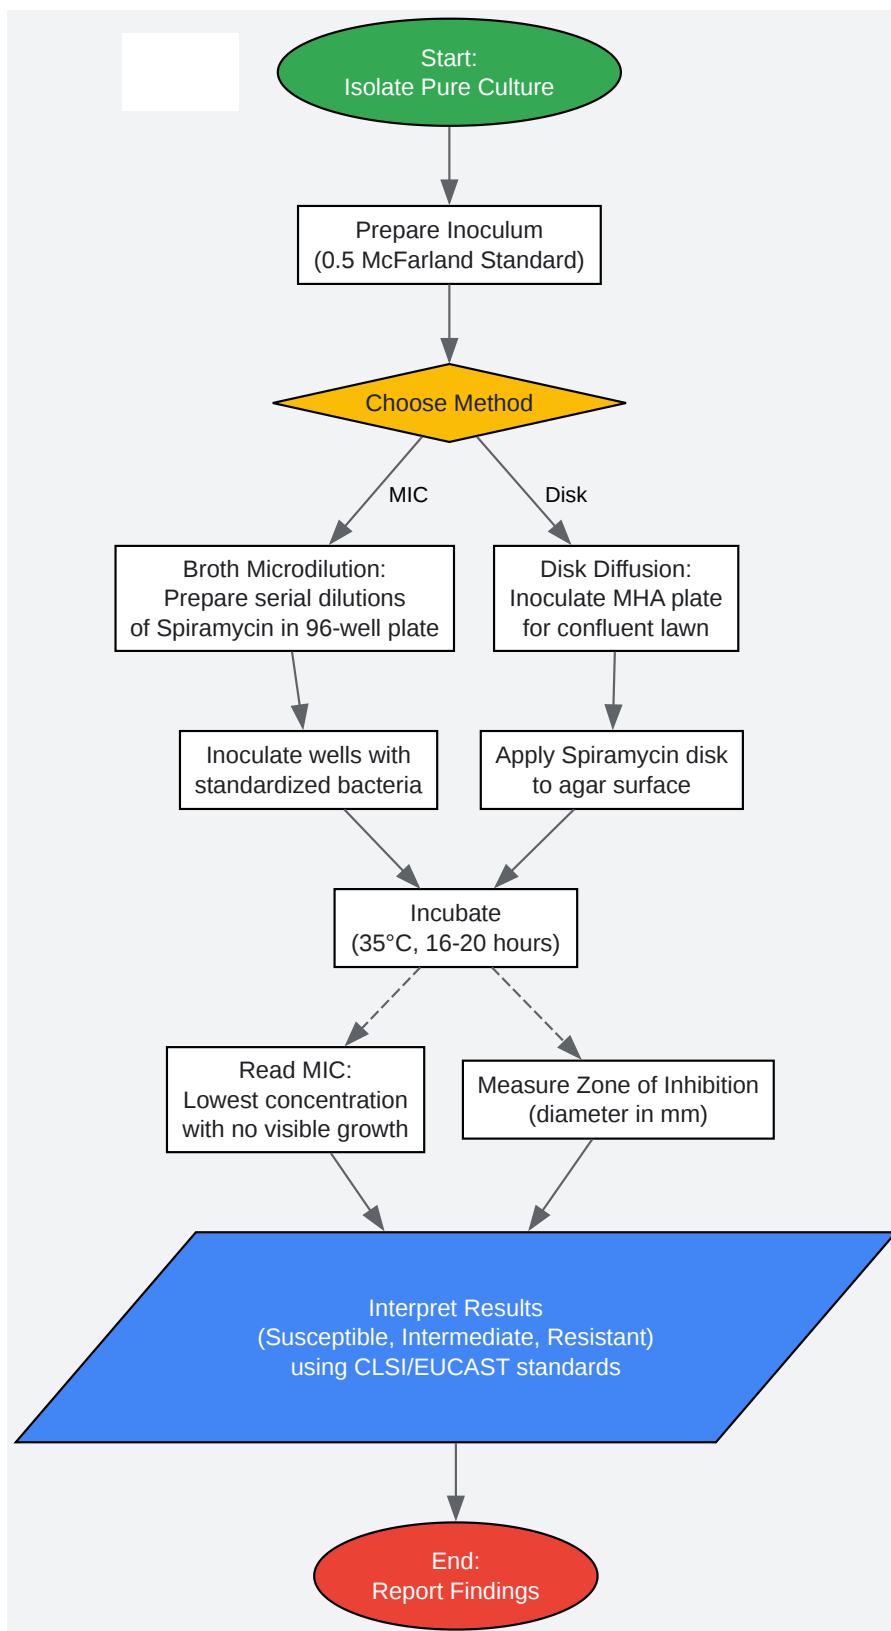 Start:
Isolate Pure Culture
Prepare Inoculum
(0.5 McFarland Standard)
Choose Method
MIC
Disk
Broth Microdilution:
Prepare serial dilutions
of Spiramycin in 96-well plate
Disk Diffusion:
Inoculate MHA plate
for confluent lawn
Inoculate wells with
standardized bacteria
Apply Spiramycin disk
to agar surface
Incubate
(35°C, 16-20 hours)
Read MIC:
Lowest concentration
with no visible growth
Measure Zone of Inhibition
(diameter in mm)
Interpret Results
(Susceptible, Intermediate, Resistant)
using CLSI/EUCAST standards
End:
Report Findings